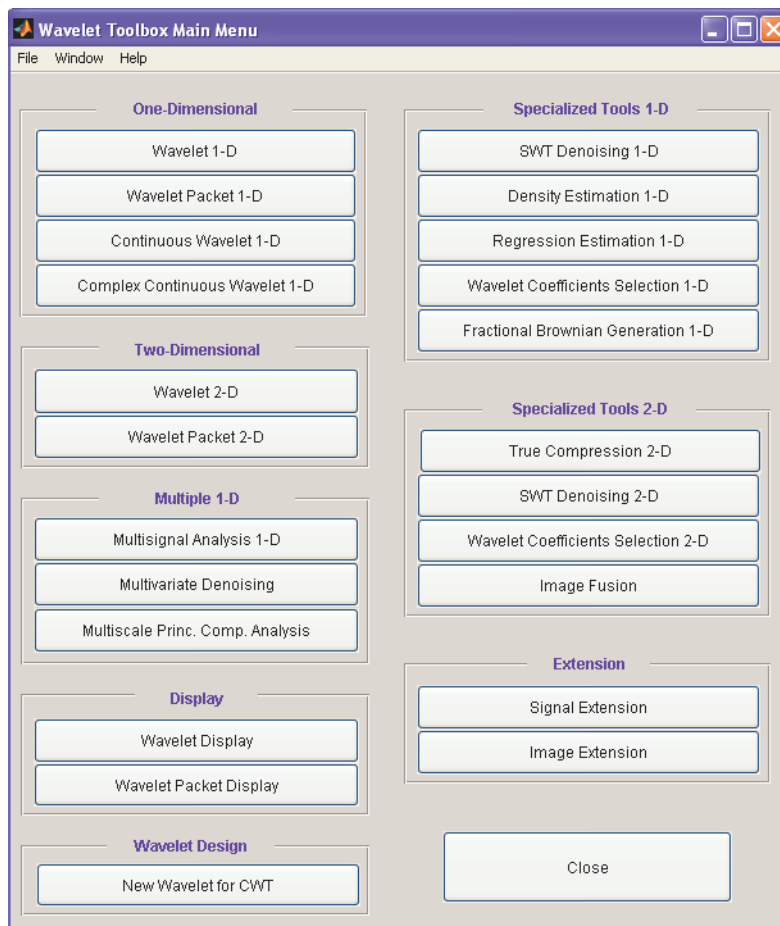 Wavelet Toolbox Main Menu
File Window Help
One-Dimensional
Wavelet 1-D
Wavelet Packet 1-D
Continuous Wavelet 1-D
Complex Continuous Wavelet 1-D
Two-Dimensional
Wavelet 2-D
Wavelet Packet 2-D
Multiple 1-D
Multisignal Analysis 1-D
Multivariate Denoising
Multiscale Princ. Comp. Analysis
Display
Wavelet Display
Wavelet Packet Display
Wavelet Design
New Wavelet for CWT
Specialized Tools 1-D
SWT Denoising 1-D
Density Estimation 1-D
Regression Estimation 1-D
Wavelet Coefficients Selection 1-D
Fractional Brownian Generation 1-D
Specialized Tools 2-D
True Compression 2-D
SWT Denoising 2-D
Wavelet Coefficients Selection 2-D
Image Fusion
Extension
Signal Extension
Image Extension
Close